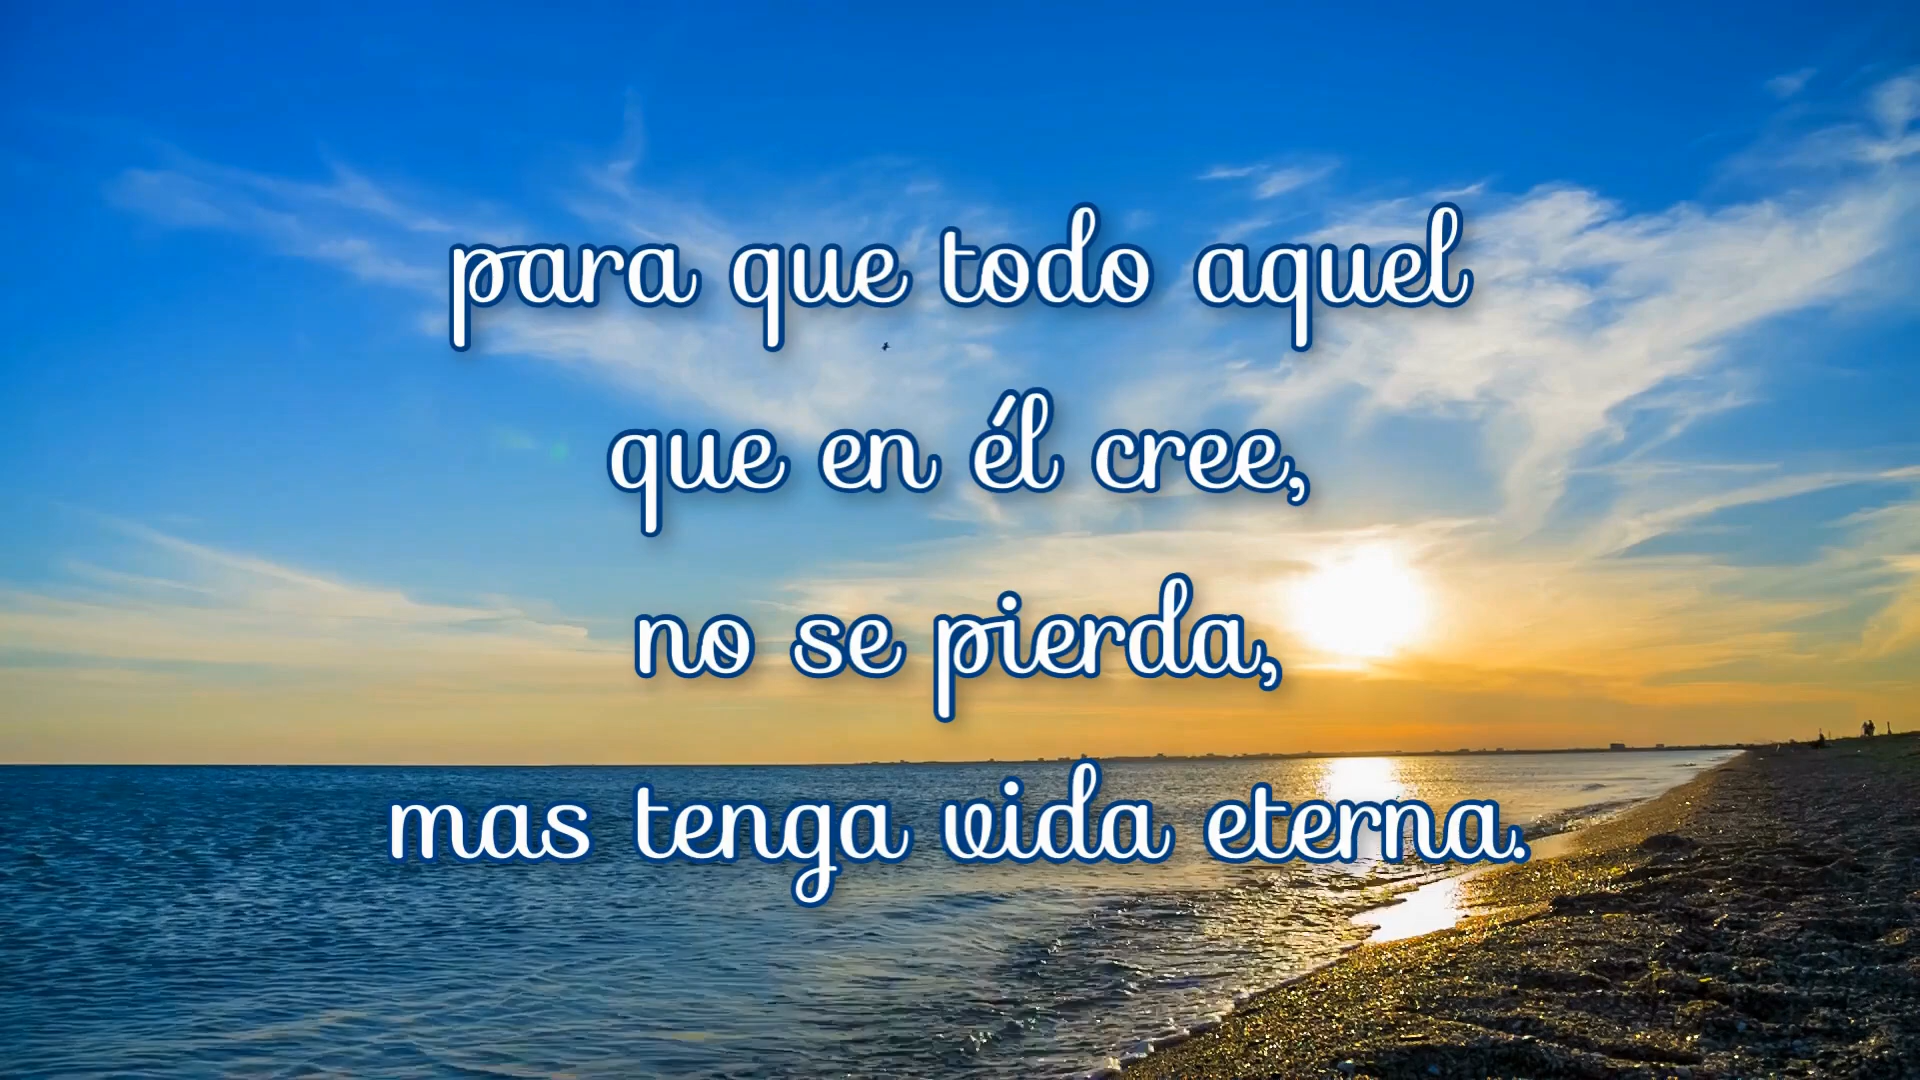 para que todo aquel
que en él cree,
no se pierda,
mas tenga vida eterna.